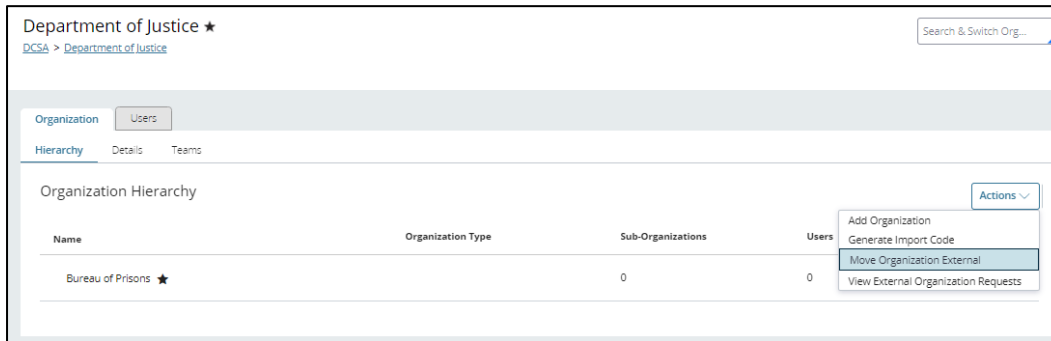 Department of Justice ★
DCSA > Department of Justice
Search & Switch Org...
Organization Users
Hierarchy Details Teams
Organization Hierarchy
Actions
Add Organization
Generate Import Code
Move Organization External
View External Organization Requests
Name Organization Type Sub-Organizations Users
Bureau of Prisons ★ 0 0